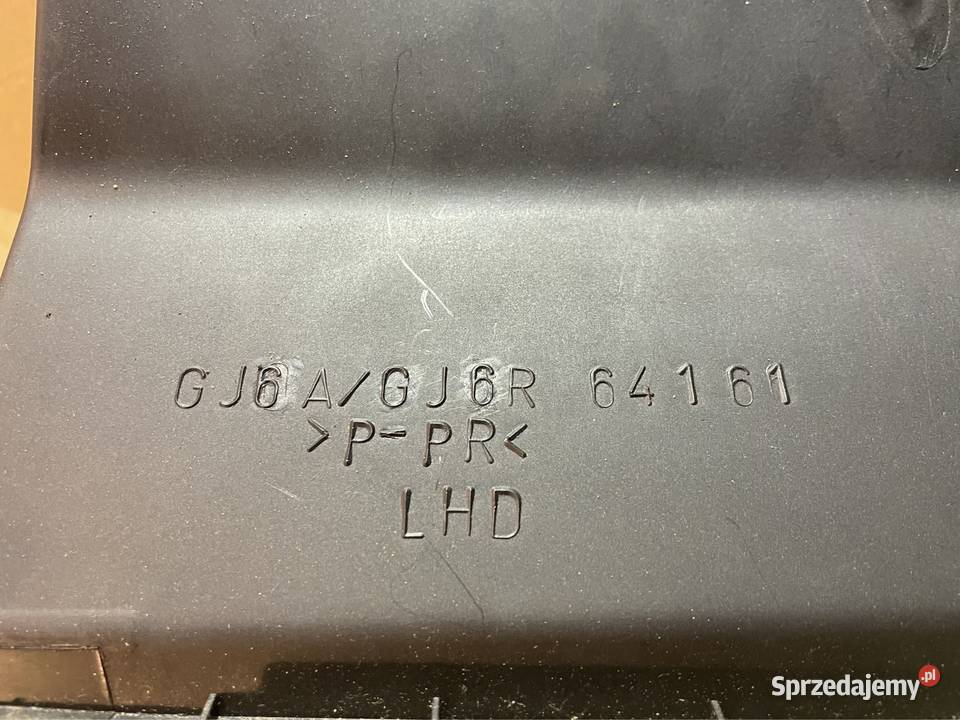 GJ6A/GJ6R 64161
>P-PR<
LHD
Sprzedajemy.pl